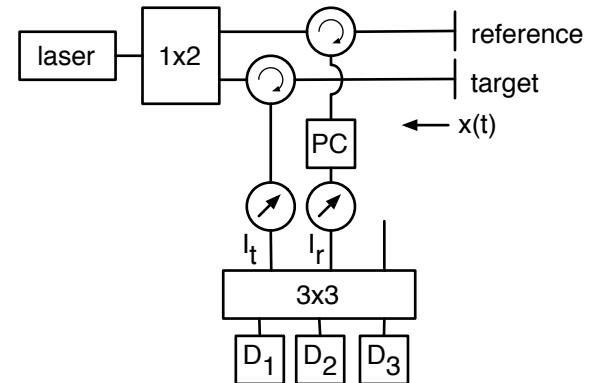 laser
1x2
reference
target
x(t)
PC
I_t
I_r
3x3
D_1
D_2
D_3